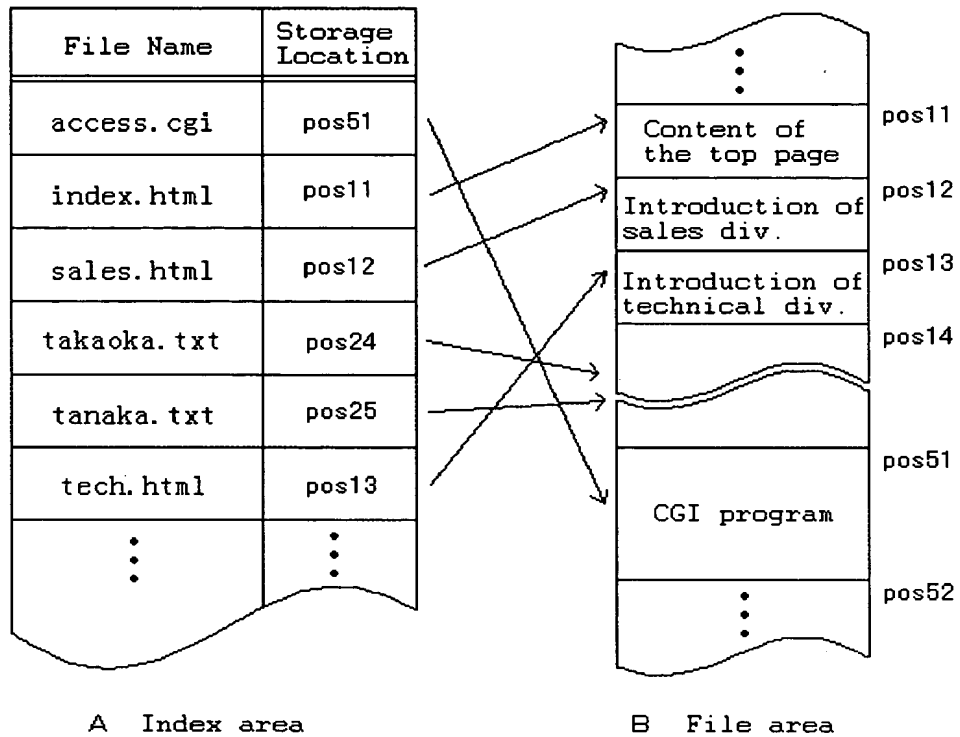 File Name
Storage
Location
access.cgi
pos51
index.html
pos11
sales.html
pos12
takaoka.txt
pos24
tanaka.txt
pos25
tech.html
pos13
Content of
the top page
Introduction of
sales div.
Introduction of
technical div.
CGI program
pos11
pos12
pos13
pos14
pos51
pos52
A Index area
B File area